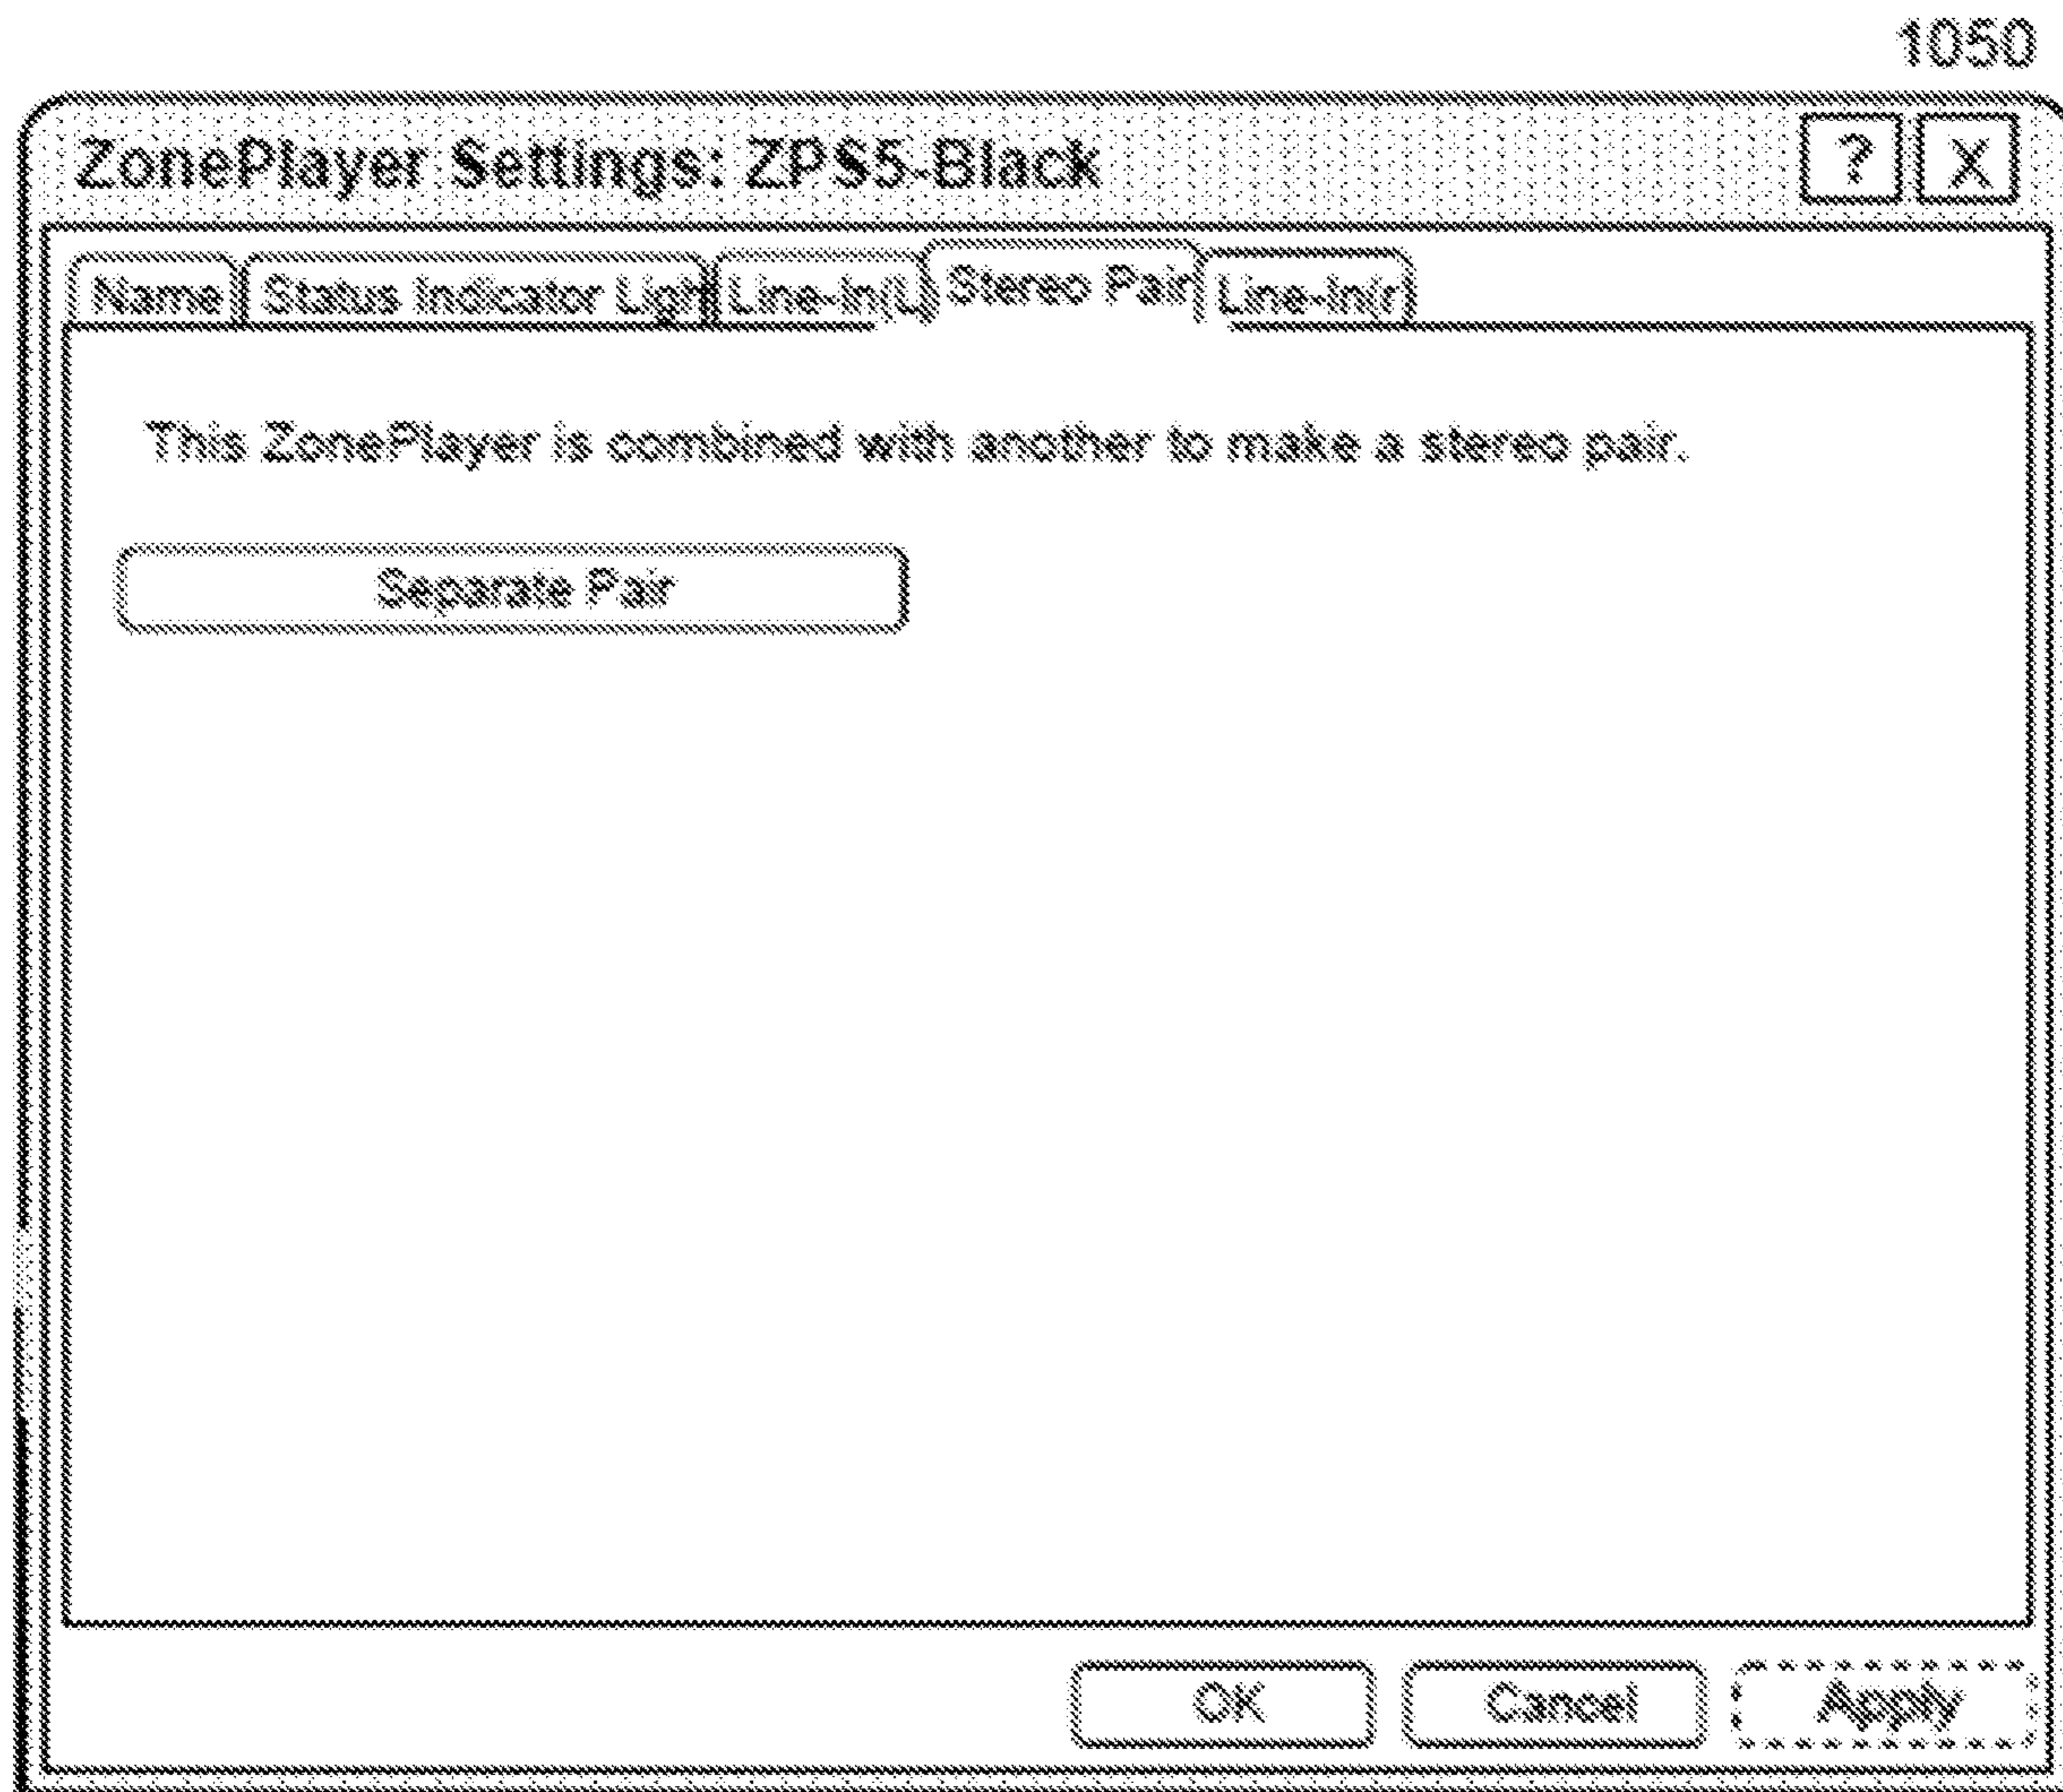 1050
ZonePlayer Settings: ZPS5-Black ? X
Name Status Indicator Ligh Line-In(L) Stereo Pair Line-In(r)
This ZonePlayer is combined with another to make a stereo pair.
Separate Pair
OK Cancel Apply